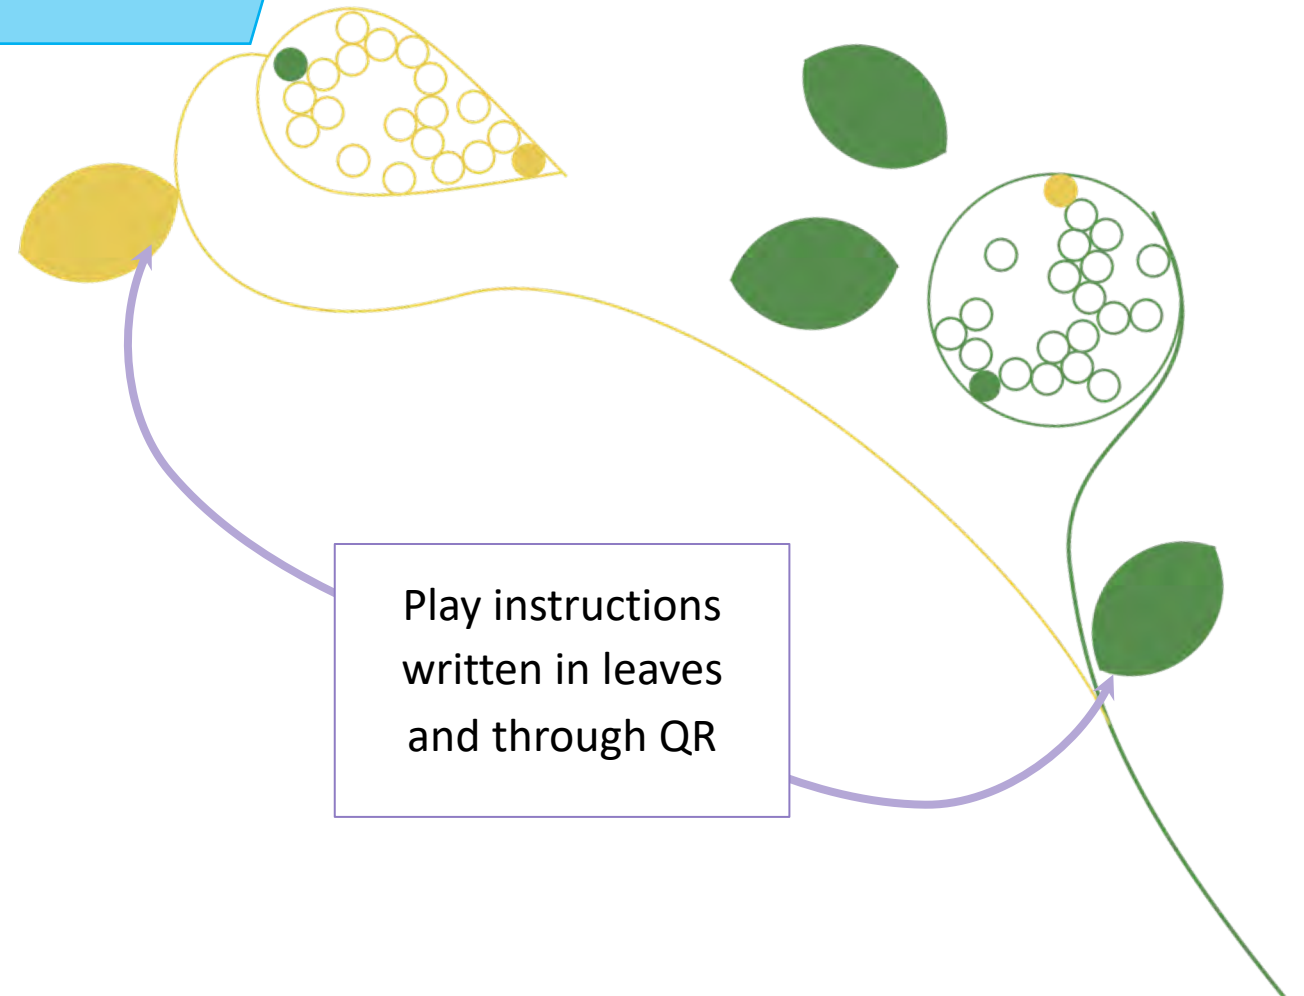 Play instructions
written in leaves
and through QR